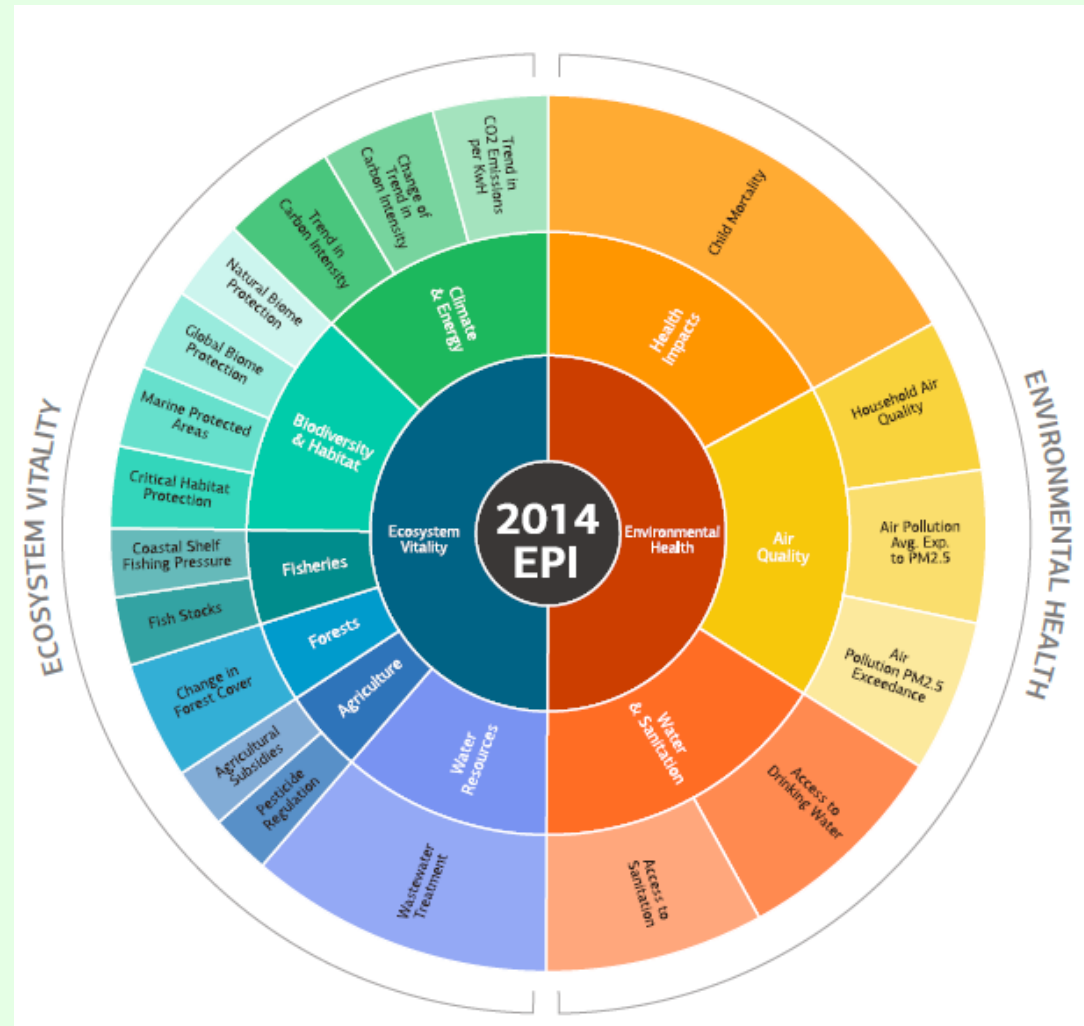 2014
EPI
Ecosystem
Vitality
Environmental
Health
ECOSYSTEM VITALITY
ENVIRONMENTAL HEALTH
Climate
& Energy
Biodiversity
& Habitat
Fisheries
Forests
Agriculture
Water
Resources
Health
Impacts
Air
Quality
Water
& Sanitation
Trend in
CO2 Emissions
per KwH
Change of
Trend in
Carbon Intensity
Trend in
Carbon Intensity
Natural Biome
Protection
Global Biome
Protection
Marine Protected
Areas
Critical Habitat
Protection
Coastal Shelf
Fishing Pressure
Fish Stocks
Change in
Forest Cover
Agricultural
Subsidies
Pesticide
Regulation
Wastewater
Treatment
Child Mortality
Household Air
Quality
Air Pollution
Avg. Exp.
to PM2.5
Air
Pollution PM2.5
Exceedance
Access to
Drinking Water
Access to
Sanitation